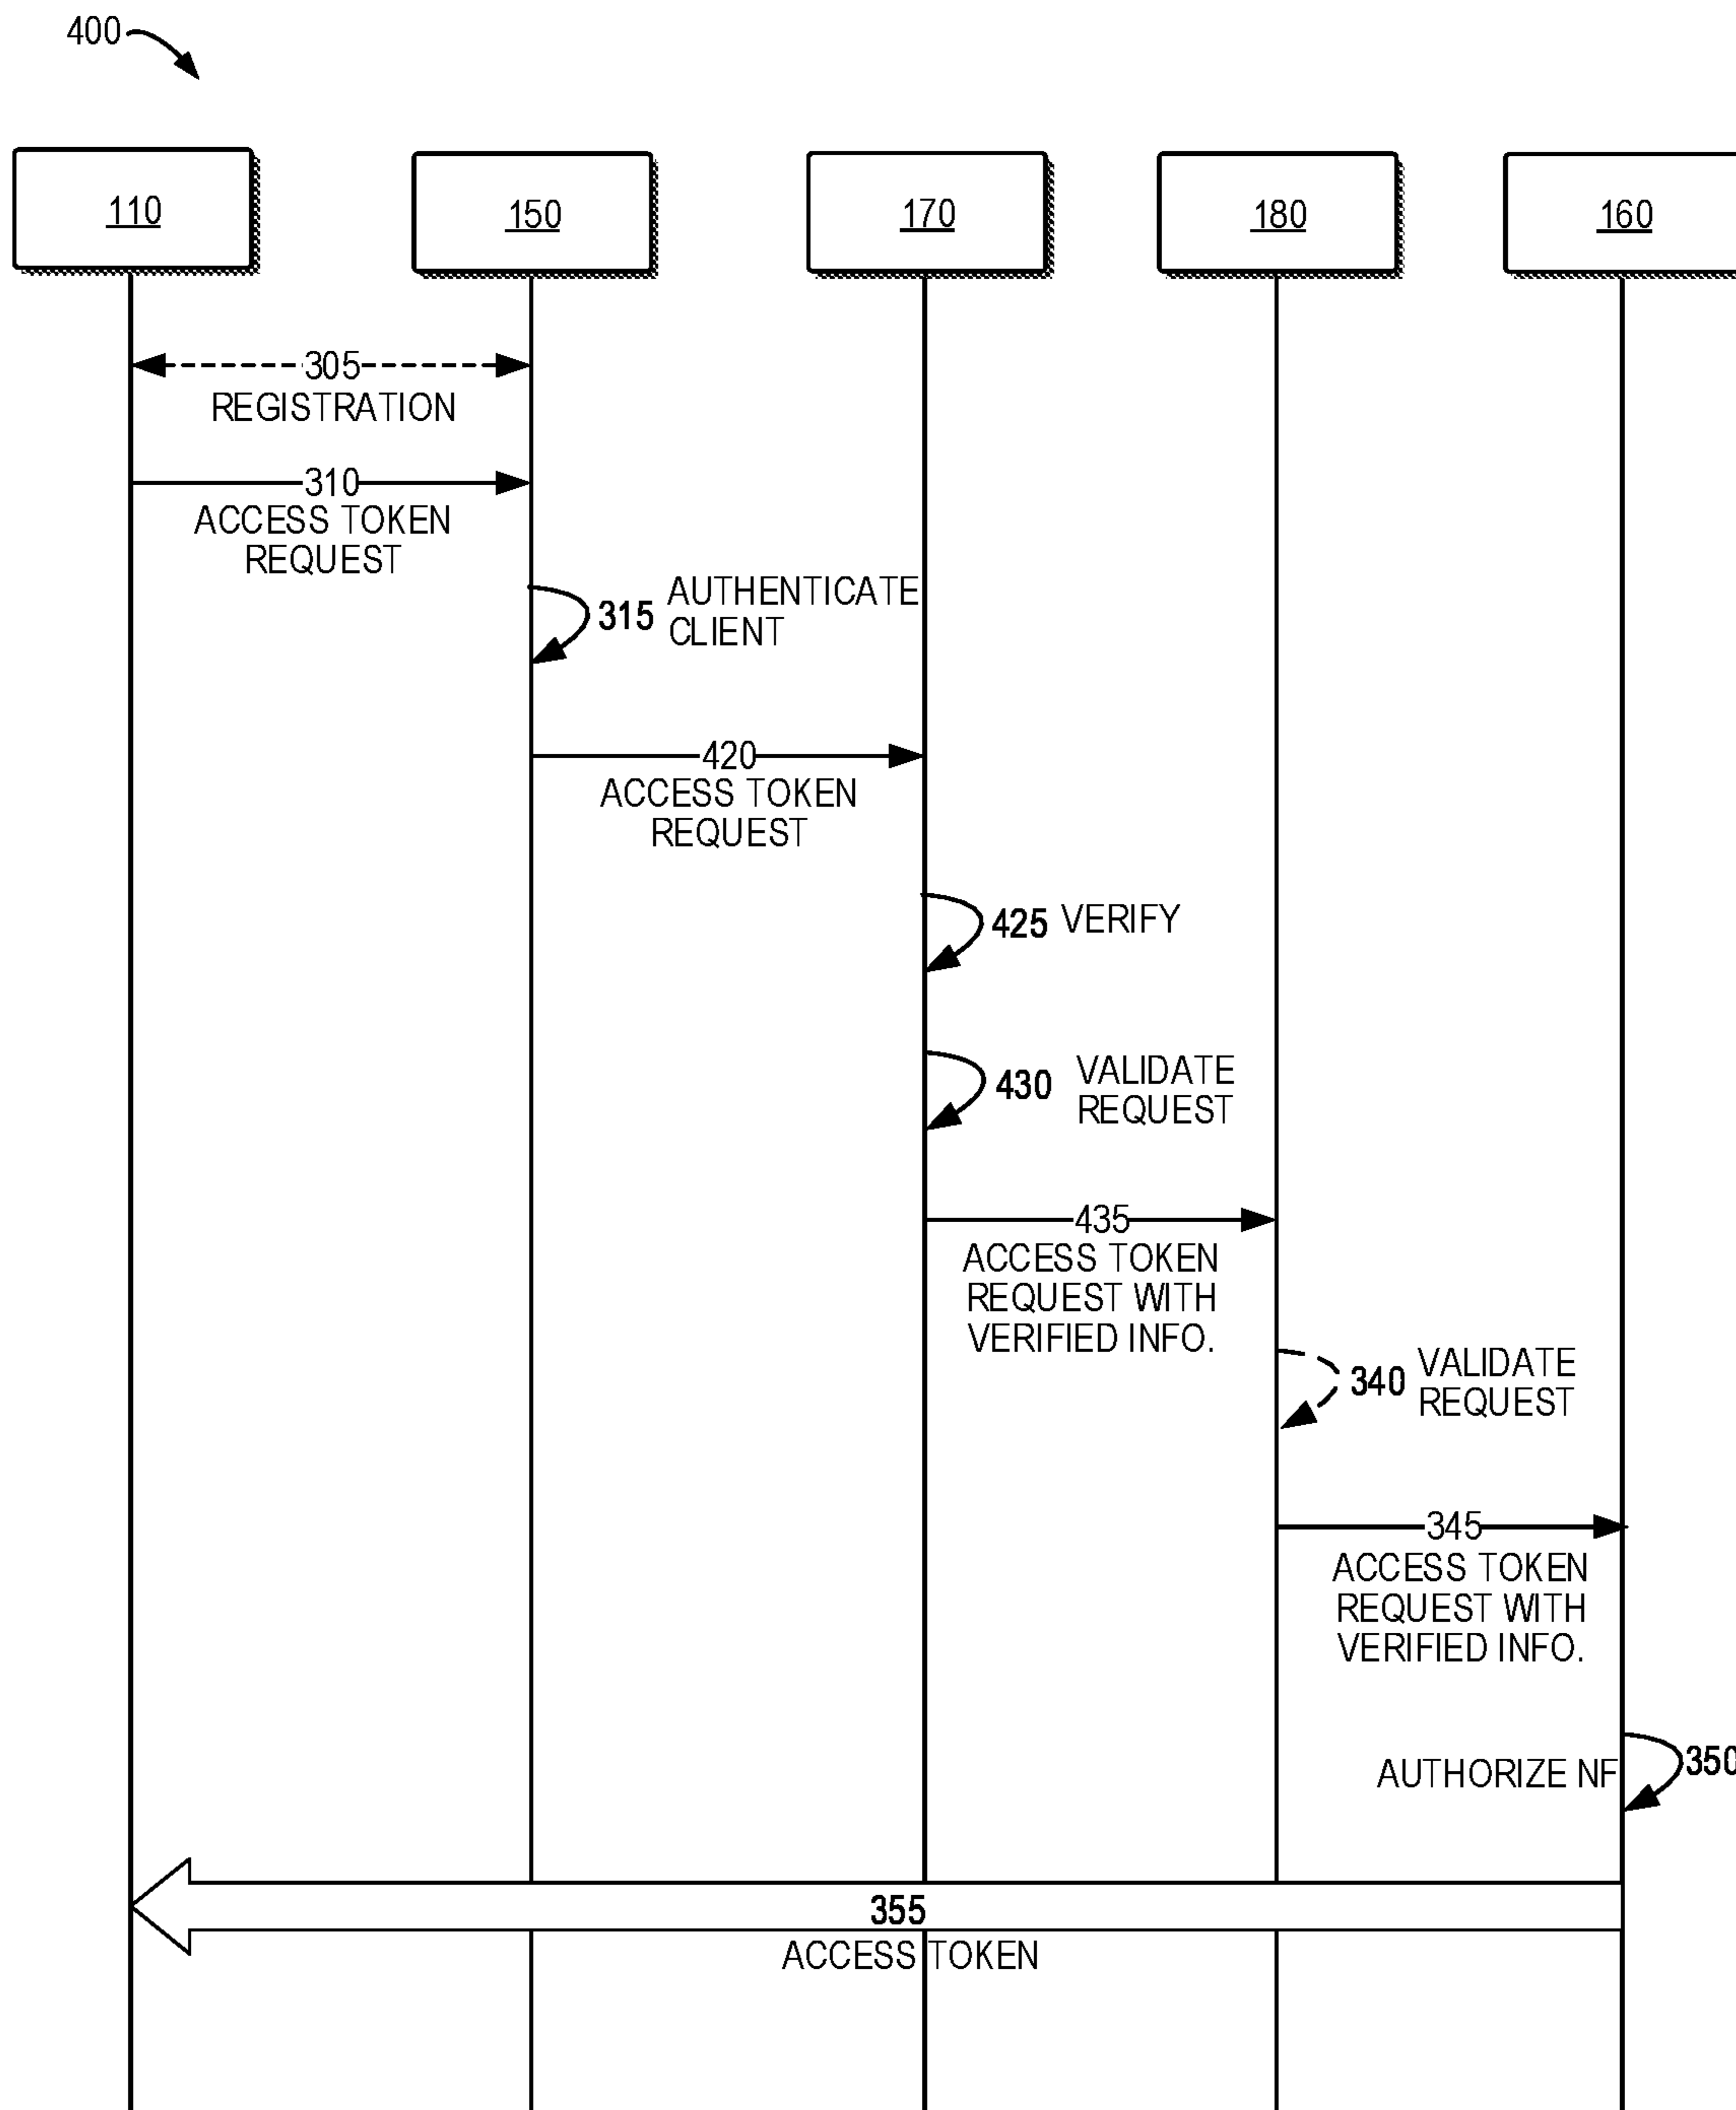 400
110
150
170
180
160
305
REGISTRATION
310
ACCESS TOKEN
REQUEST
315
AUTHENTICATE
CLIENT
420
ACCESS TOKEN
REQUEST
425
VERIFY
430
VALIDATE
REQUEST
435
ACCESS TOKEN
REQUEST WITH
VERIFIED INFO.
340
VALIDATE
REQUEST
345
ACCESS TOKEN
REQUEST WITH
VERIFIED INFO.
AUTHORIZE NF
350
355
ACCESS TOKEN